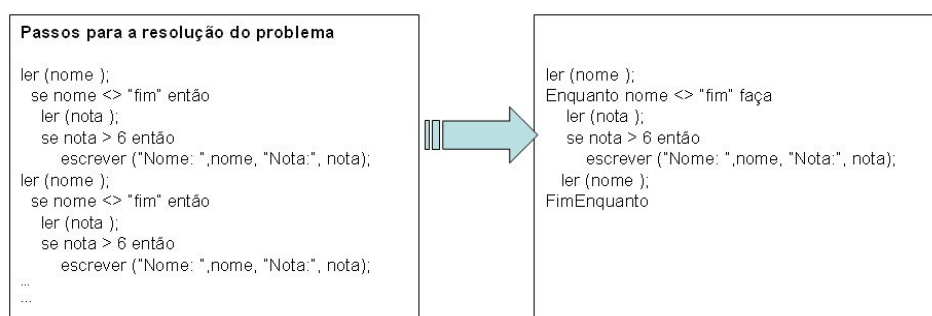 Passos para a resolução do problema
ler (nome );
se nome <> "fim" então
ler (nota );
se nota > 6 então
escrever ("Nome: ",nome, "Nota:", nota);
ler (nome );
se nome <> "fim" então
ler (nota );
se nota > 6 então
escrever ("Nome: ",nome, "Nota:", nota);
...
...
ler (nome );
Enquanto nome <> "fim" faça
ler (nota );
se nota > 6 então
escrever ("Nome: ",nome, "Nota:", nota);
ler (nome );
FimEnquanto